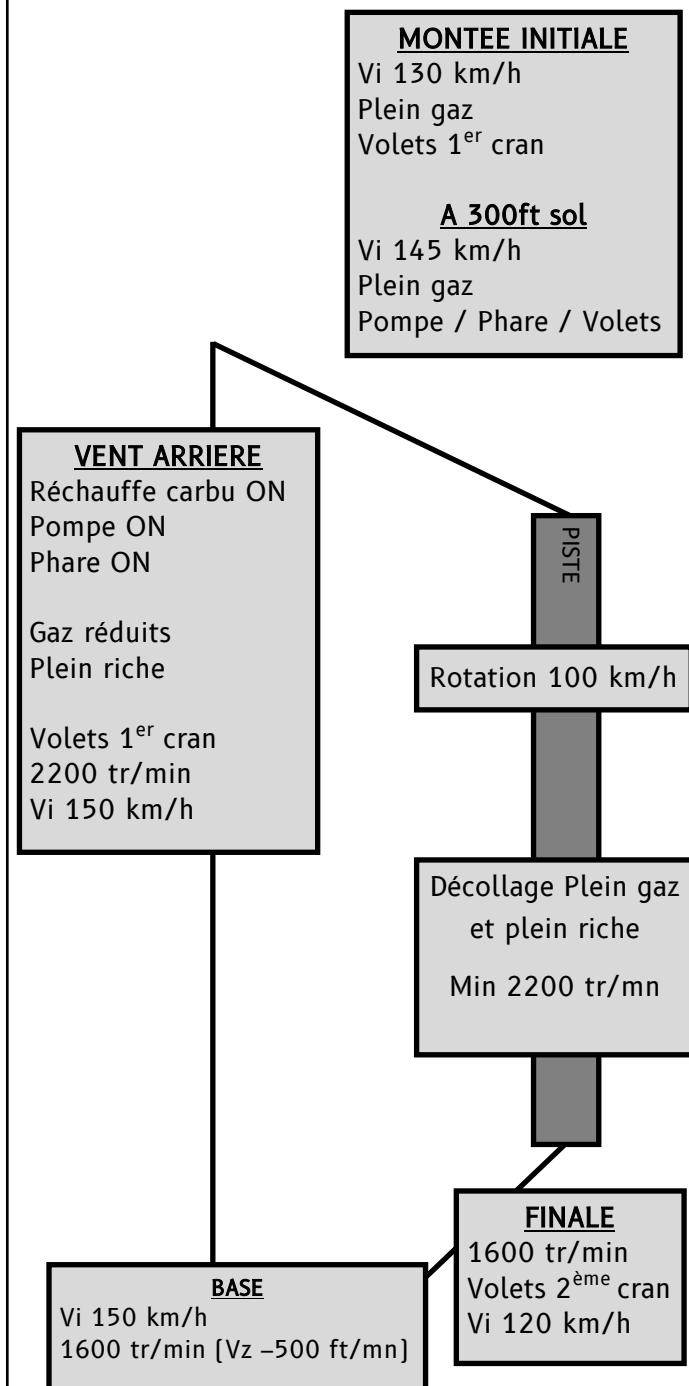 MONTEE INITIALE
Vi 130 km/h
Plein gaz
Volets 1er cran
A 300ft sol
Vi 145 km/h
Plein gaz
Pompe / Phare / Volets
VENT ARRIERE
Réchauffe carbu ON
Pompe ON
Phare ON
Gaz réduits
Plein riche
Volets 1er cran
2200 tr/min
Vi 150 km/h
PISTE
Rotation 100 km/h
Décollage Plein gaz
et plein riche
Min 2200 tr/mn
FINALE
1600 tr/min
Volets 2ème cran
Vi 120 km/h
BASE
Vi 150 km/h
1600 tr/min (Vz –500 ft/mn)